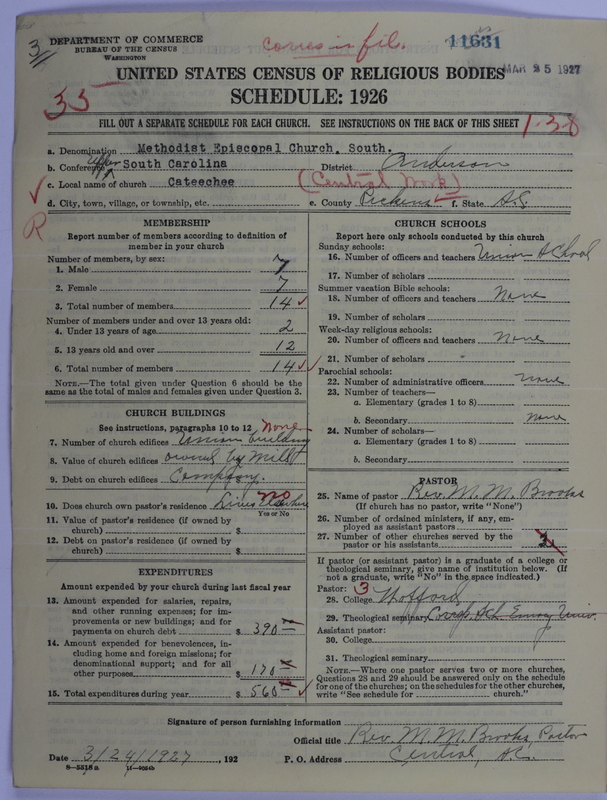 3
DEPARTMENT OF COMMERCE
BUREAU OF THE CENSUS
WASHINGTON
Comes in fil.
11631
MAR 25 1927
UNITED STATES CENSUS OF RELIGIOUS BODIES
SCHEDULE: 1926
35
FILL OUT A SEPARATE SCHEDULE FOR EACH CHURCH. SEE INSTRUCTIONS ON THE BACK OF THIS SHEET
1-38
a. Denomination Methodist Episcopal Church, South.
b. Conference Upper South Carolina District Anderson
c. Local name of church Cateechee (Central Work)
d. City, town, village, or township, etc. e. County Pickens f. State S.C.
R
MEMBERSHIP
Report number of members according to definition of member in your church
Number of members, by sex:
1. Male 7
2. Female 7
3. Total number of members 14
Number of members under and over 13 years old:
4. Under 13 years of age 2
5. 13 years old and over 12
6. Total number of members 14
NOTE.—The total given under Question 6 should be the same as the total of males and females given under Question 3.
CHURCH BUILDINGS
See instructions, paragraphs 10 to 12 None
7. Number of church edifices Union building
8. Value of church edifices owned by Mill
9. Debt on church edifices Company.
10. Does church own pastor's residence no
Yes or No
11. Value of pastor's residence (if owned by church) $
12. Debt on pastor's residence (if owned by church) $
EXPENDITURES
Amount expended by your church during last fiscal year
13. Amount expended for salaries, repairs, and other running expenses; for improvements or new buildings; and for payments on church debt $ 390
14. Amount expended for benevolences, including home and foreign missions; for denominational support; and for all other purposes $ 170
15. Total expenditures during year $ 560
CHURCH SCHOOLS
Report here only schools conducted by this church
Sunday schools:
16. Number of officers and teachers Union School
17. Number of scholars
Summer vacation Bible schools:
18. Number of officers and teachers None
19. Number of scholars
Week-day religious schools:
20. Number of officers and teachers None
21. Number of scholars "
Parochial schools:
22. Number of administrative officers none
23. Number of teachers—
a. Elementary (grades 1 to 8)
b. Secondary None
24. Number of scholars—
a. Elementary (grades 1 to 8)
b. Secondary
PASTOR
25. Name of pastor Rev. M. M. Brooks
(If church has no pastor, write "None")
26. Number of ordained ministers, if any, employed as assistant pastors
27. Number of other churches served by the pastor or his assistants
If pastor (or assistant pastor) is a graduate of a college or theological seminary, give name of institution below. (If not a graduate, write "No" in the space indicated.)
Pastor: 3
28. College Wofford
29. Theological seminary Corresp. Sch. Emory Univ.
Assistant pastor:
30. College
31. Theological seminary
NOTE.—Where one pastor serves two or more churches, Questions 28 and 29 should be answered only on the schedule for one of the churches; on the schedules for the other churches, write "See schedule for church."
Signature of person furnishing information
Official title Rev. M. M. Brooks, Pastor
Date 3/24/1927, 192 P. O. Address Central, S.C.
8-5518a